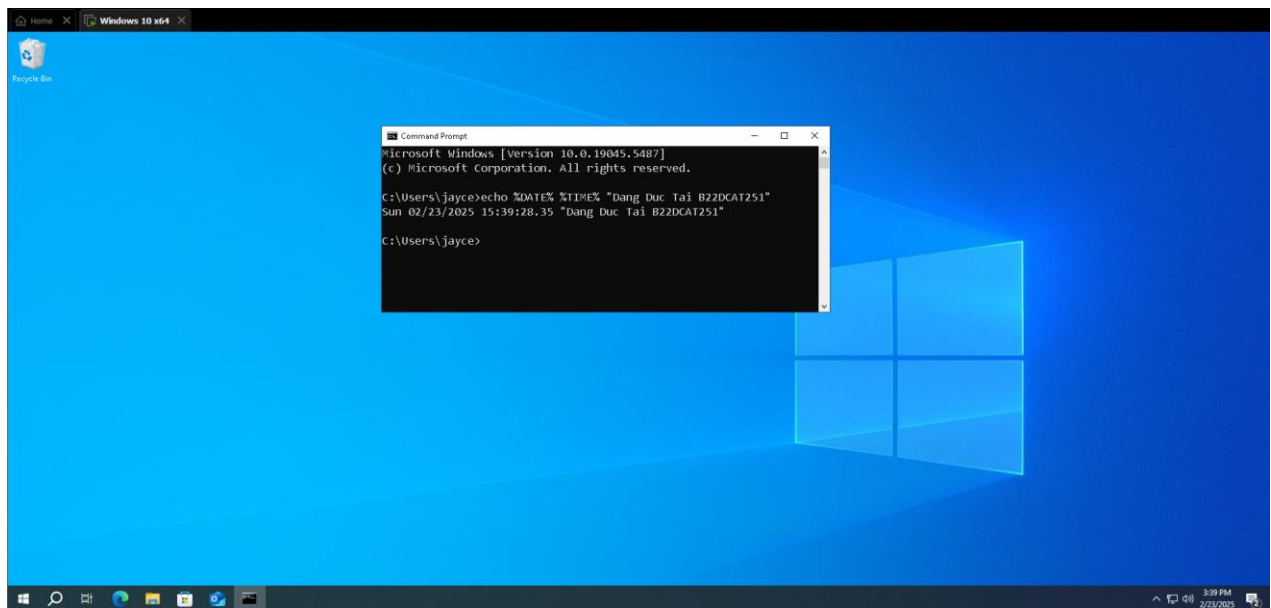 Home
Windows 10 x64
Recycle Bin
Command Prompt
Microsoft Windows [Version 10.0.19045.5487]
(c) Microsoft Corporation. All rights reserved.
C:\Users\jayce>echo %DATE% %TIME% "Dang Duc Tai B22DCAT251"
Sun 02/23/2025 15:39:28.35 "Dang Duc Tai B22DCAT251"
C:\Users\jayce>
3:39 PM
2/23/2025
2